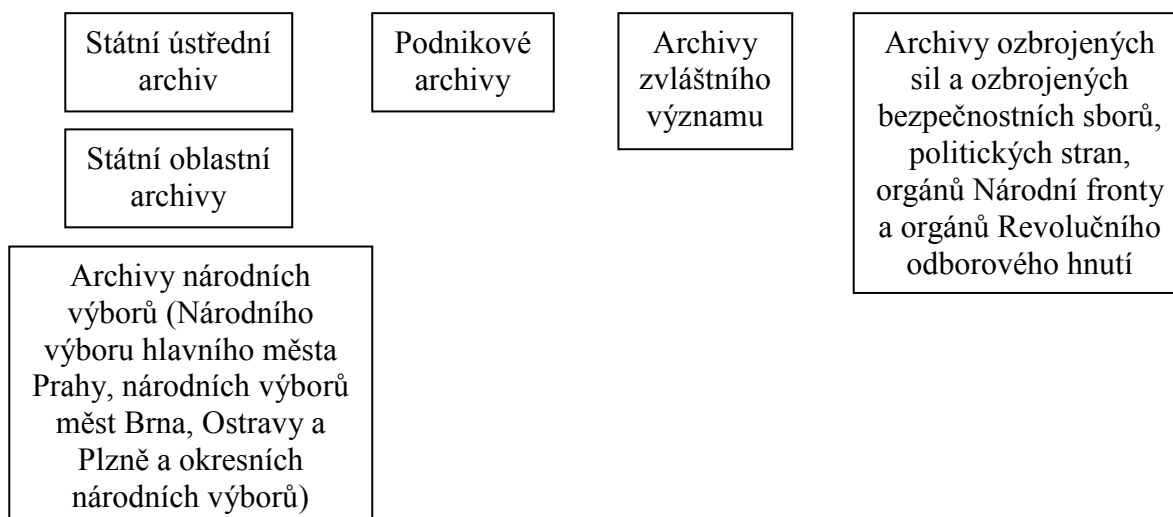 Státní ústřední
archiv
Státní oblastní
archivy
Archivy národních
výborů (Národního
výboru hlavního města
Prahy, národních výborů
měst Brna, Ostravy a
Plzně a okresních
národních výborů)
Podnikové
archivy
Archivy
zvláštního
významu
Archivy ozbrojených
sil a ozbrojených
bezpečnostních sborů,
politických stran,
orgánů Národní fronty
a orgánů Revolučního
odborového hnutí